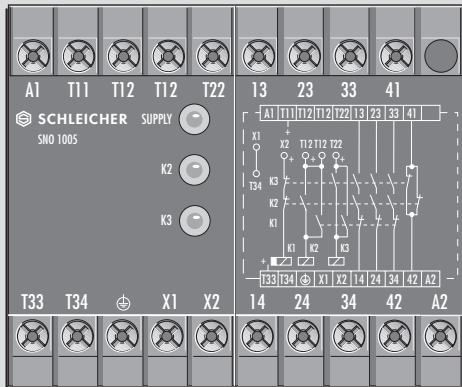 A1 T11 T12 T12 T22 13 23 33 41
SCHLEICHER SUPPLY
SNO 1005
K2
K3
A1 T11 T12 T12 T22 13 23 33 41
+
X1 X2 T12 T12 T22
+ + +
T34
K3
K2
K1
K1 K2 K3
+
T33 T34 X1 X2 14 24 34 42 A2
T33 T34 X1 X2 14 24 34 42 A2